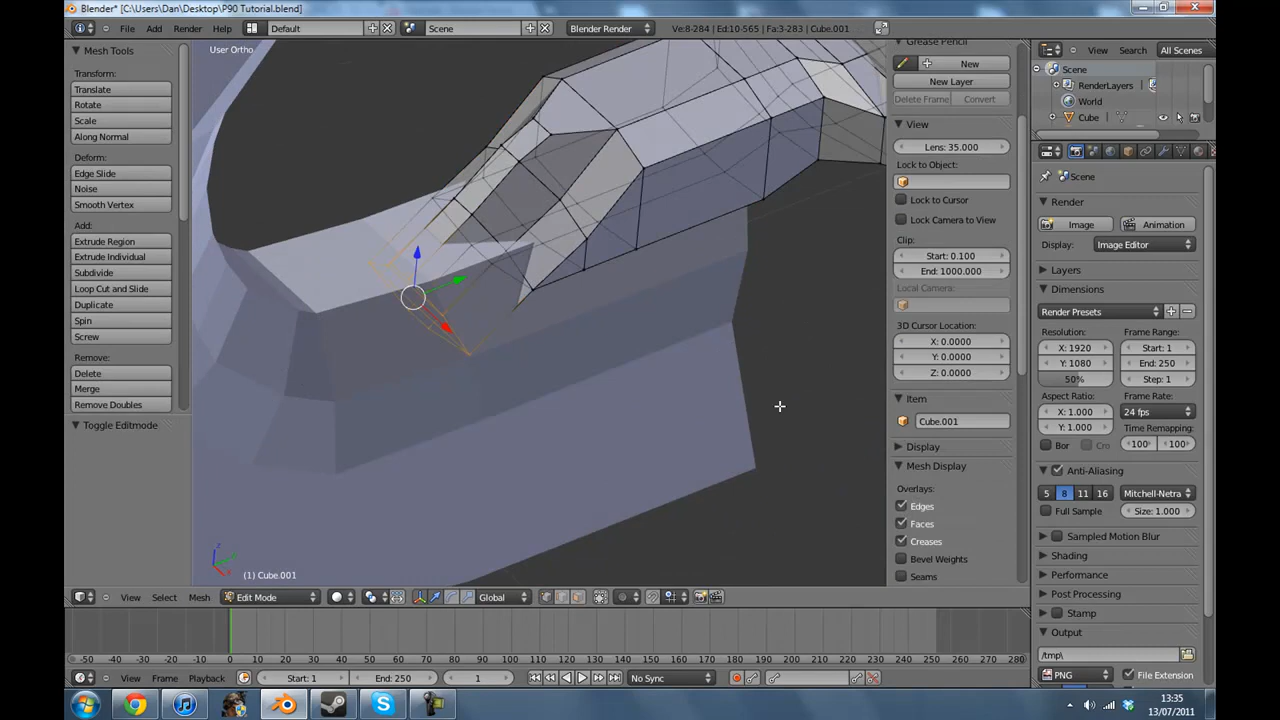 Blender* [C:\Users\Dan\Desktop\P90 Tutorial.blend]
File Add Render Help Default Scene Blender Render Ve:8-284 | Ed:10-565 | Fa:3-283 | Cube.001 View Search All Scenes
Mesh Tools
Transform:
Translate
Rotate
Scale
Along Normal
Deform:
Edge Slide
Noise
Smooth Vertex
Add:
Extrude Region
Extrude Individual
Subdivide
Loop Cut and Slide
Duplicate
Spin
Screw
Remove:
Delete
Merge
Remove Doubles
Toggle Editmode
User Ortho
(1) Cube.001
Grease Pencil
New
New Layer
Delete Frame Convert
View
Lens: 35.000
Lock to Object:
Lock to Cursor
Lock Camera to View
Clip:
Start: 0.100
End: 1000.000
Local Camera:
3D Cursor Location:
X: 0.0000
Y: 0.0000
Z: 0.0000
Item
Cube.001
Display
Mesh Display
Overlays:
Edges
Faces
Creases
Bevel Weights
Seams
Scene
RenderLayers
World
Cube
Scene
Render
Image Animation
Display: Image Editor
Layers
Dimensions
Render Presets
Resolution: Frame Range:
X: 1920 Start: 1
Y: 1080 End: 250
50% Step: 1
Aspect Ratio: Frame Rate:
X: 1.000 24 fps
Y: 1.000 Time Remapping:
Bor Cro 100 100
Anti-Aliasing
5 8 11 16 Mitchell-Netra
Full Sample Size: 1.000
Sampled Motion Blur
Shading
Performance
Post Processing
Stamp
Output
/tmp\
PNG File Extension
View Select Mesh Edit Mode Global
-50 -40 -30 -20 -10 0 10 20 30 40 50 60 70 80 90 100 110 120 130 140 150 160 170 180 190 200 210 220 230 240 250 260 270 280
View Frame Playback Start: 1 End: 250 1 No Sync
13:35
13/07/2011